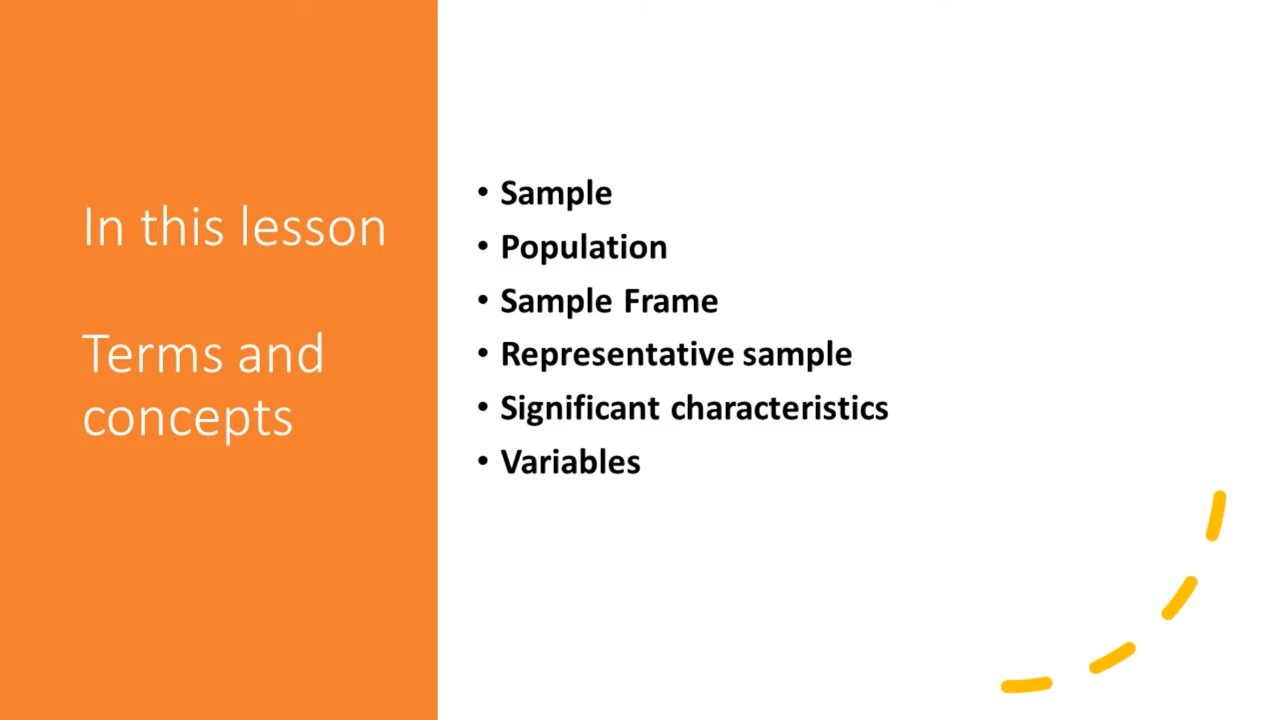 In this lesson
Terms and
concepts
• Sample
• Population
• Sample Frame
• Representative sample
• Significant characteristics
• Variables